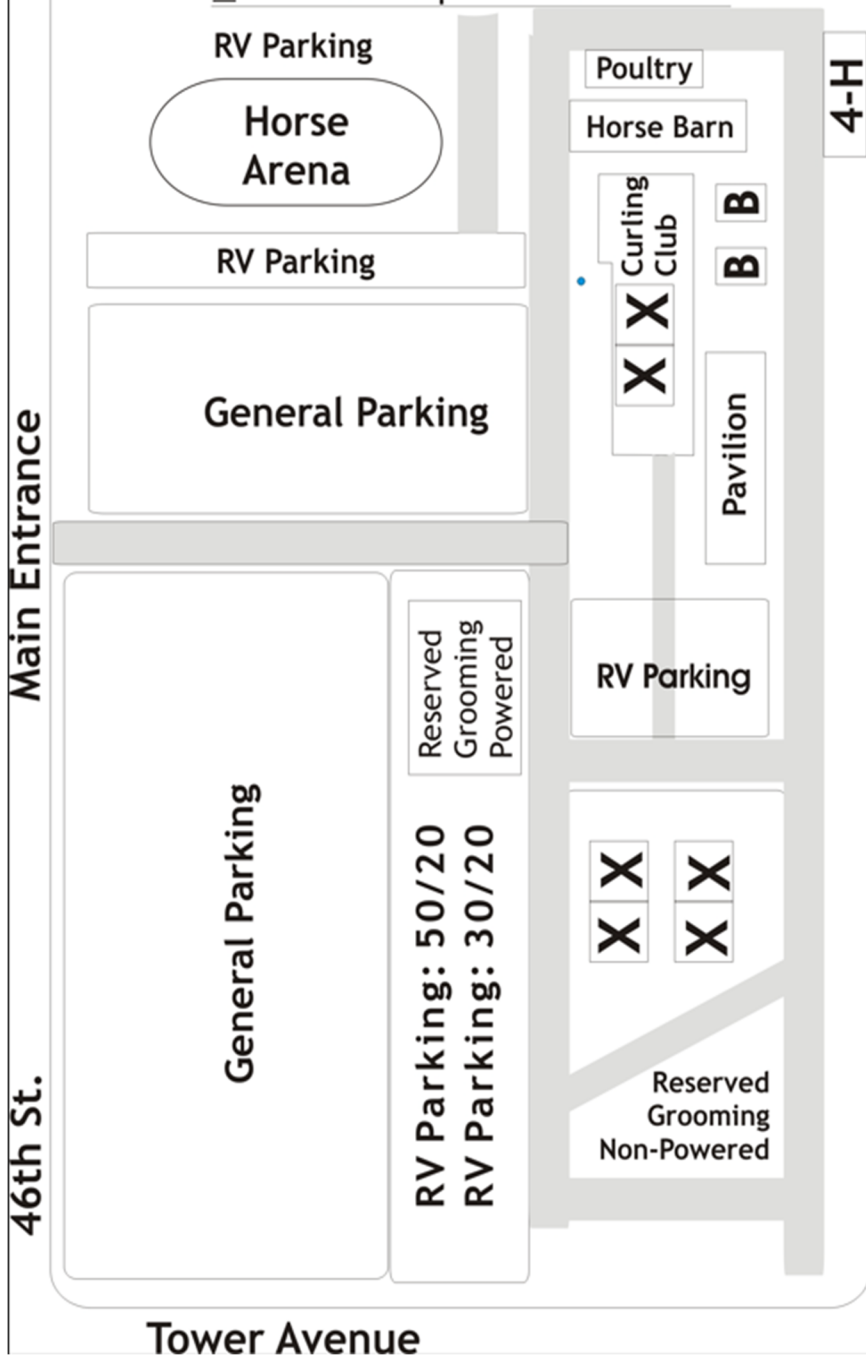 RV Parking
Horse
Arena
RV Parking
General Parking
Main Entrance
Poultry
Horse Barn
4-H
Curling
Club
B
B
X X
X X
Pavilion
RV Parking
Reserved
Grooming
Powered
General Parking
RV Parking: 50/20
RV Parking: 30/20
X X
X X
X X
X X
Reserved
Grooming
Non-Powered
46th St.
Tower Avenue